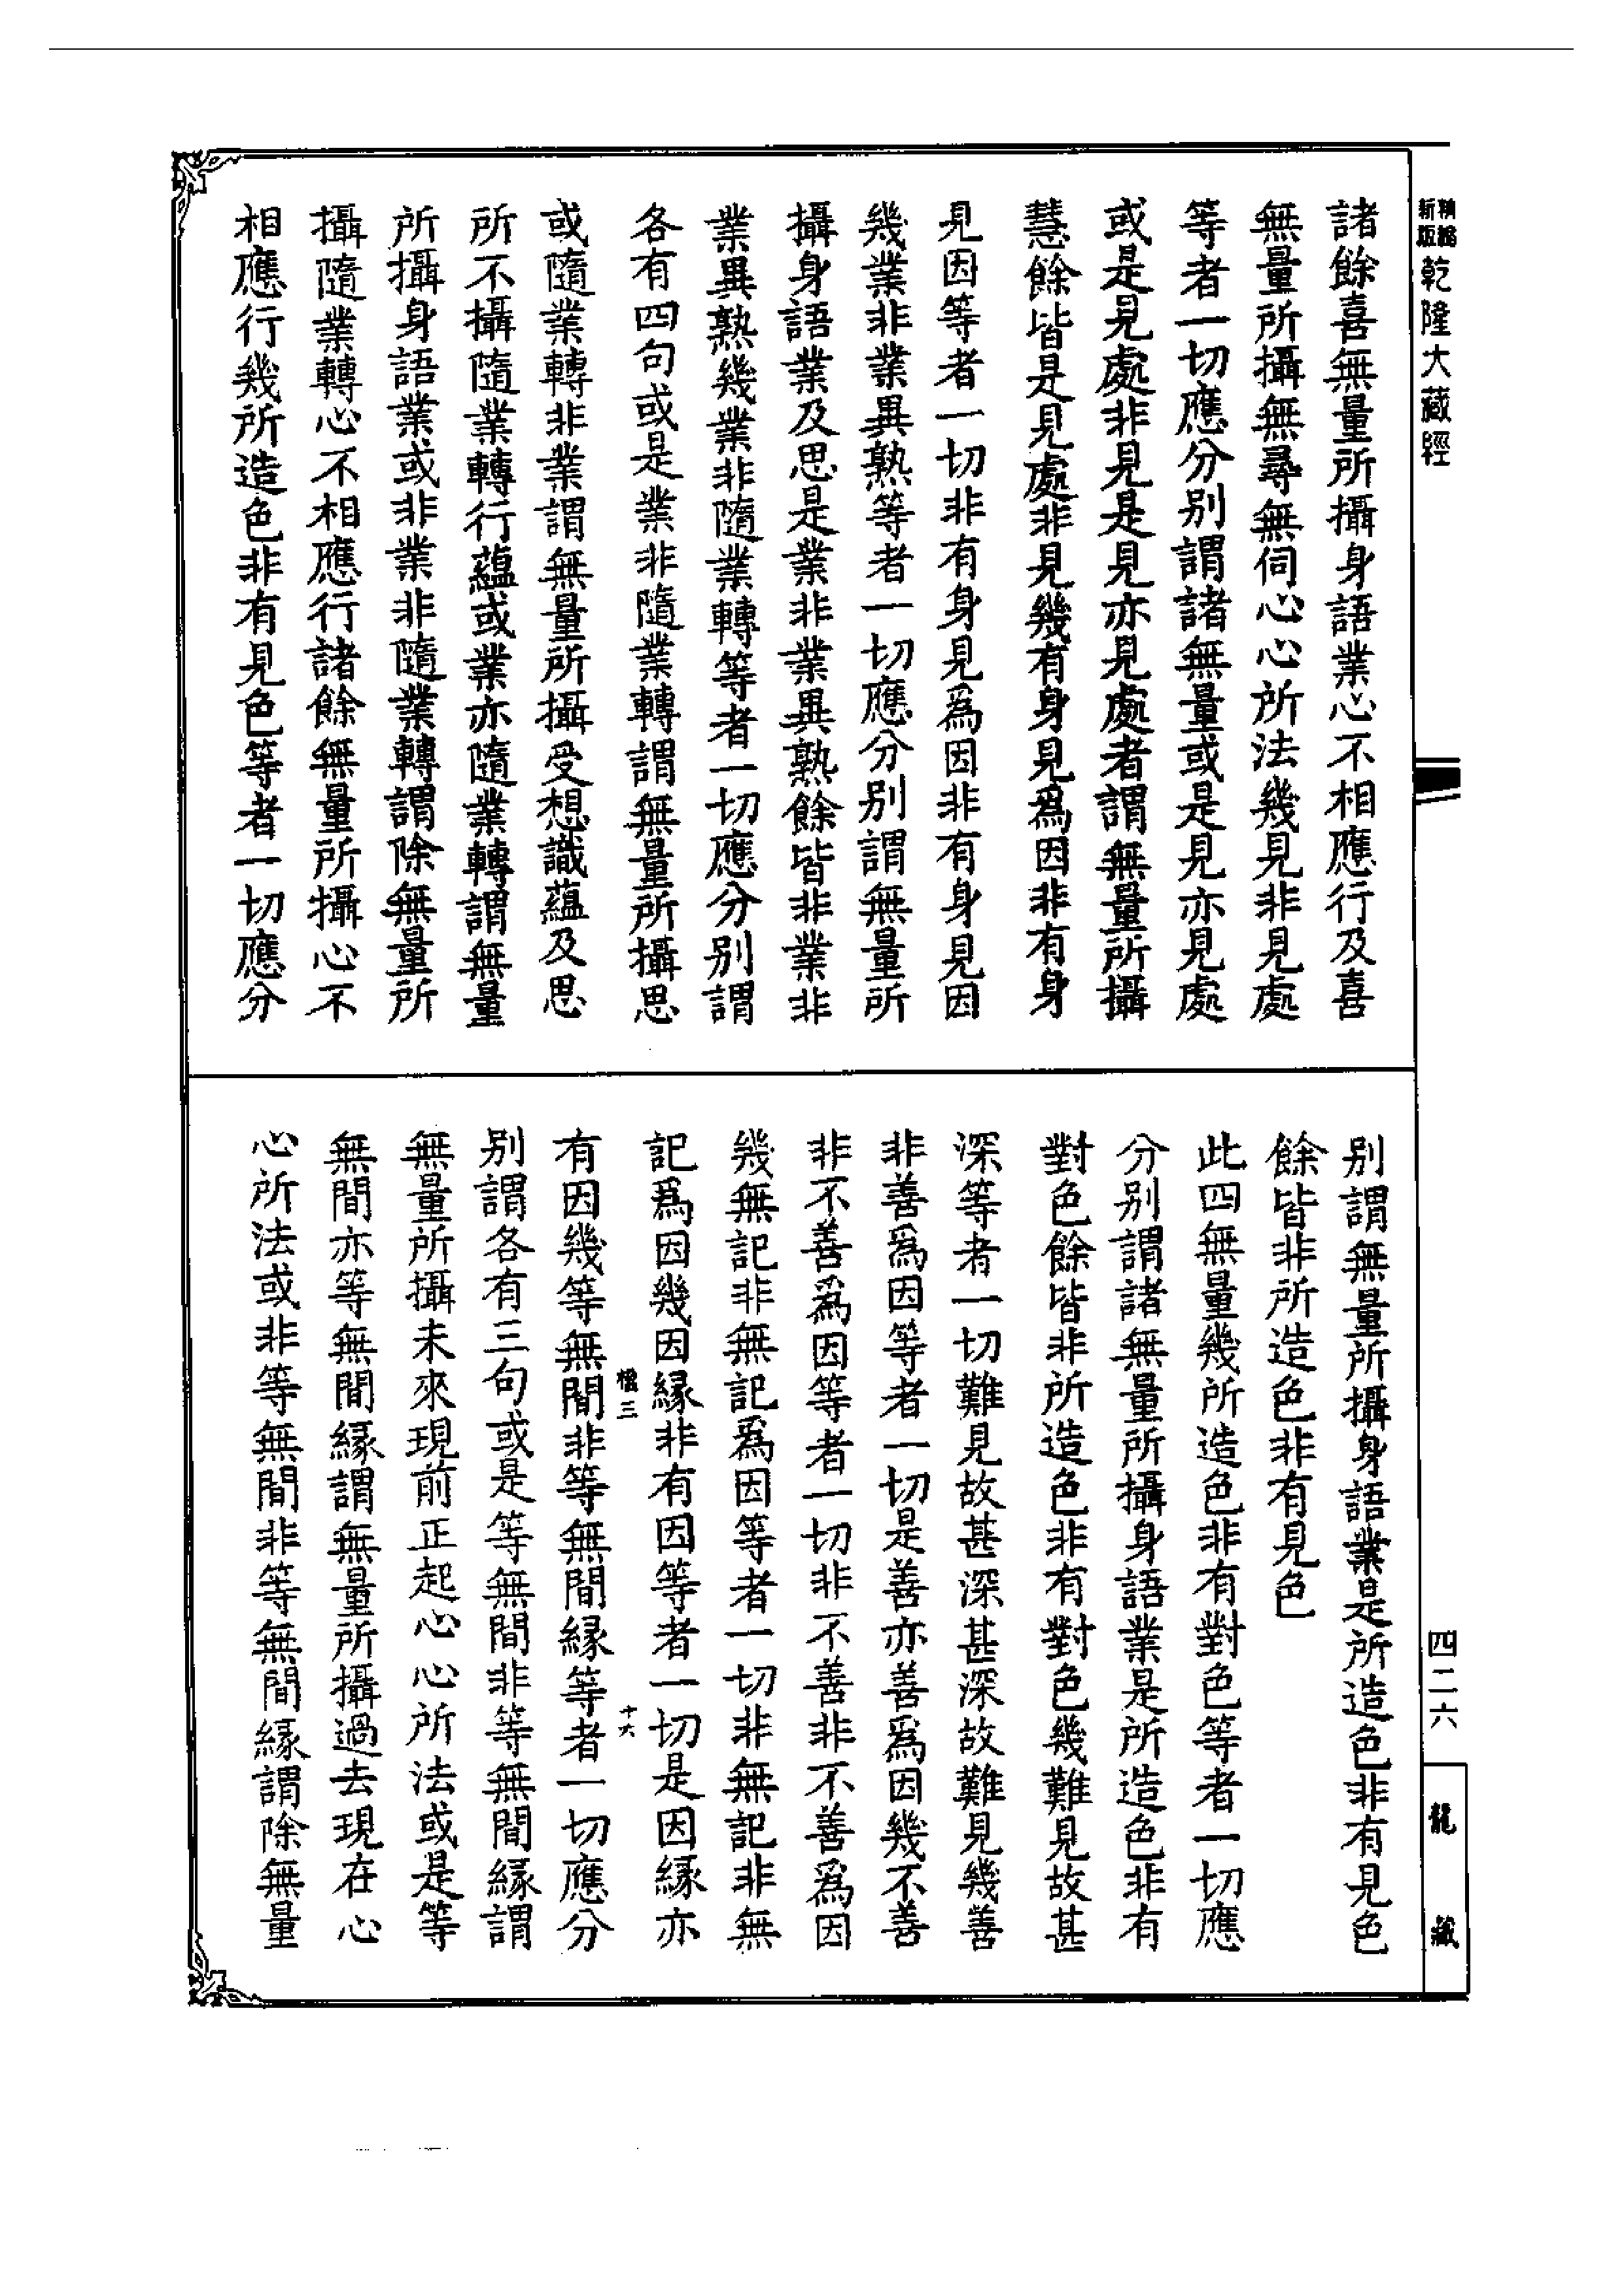 精縮
新版
乾隆大藏經
諸餘喜無量所攝身語業心不相應行及喜
無量所攝無尋無伺心心所法幾見非見處
等者一切應分别謂諸無量或是見亦見處
或是見處非見是見亦見處者謂無量所攝
慧餘皆是見處非見幾有身見爲因非有身
見因等者一切非有身見爲因非有身見因
幾業非業異熟等者一切應分别謂無量所
攝身語業及思是業非業異熟餘皆非業非
業異熟幾業非隨業轉等者一切應分别謂
各有四句或是業非隨業轉謂無量所攝思
或隨業轉非業謂無量所攝受想識蘊及思
所不攝隨業轉行蘊或業亦隨業轉謂無量
所攝身語業或非業非隨業轉謂除無量所
攝隨業轉心不相應行諸餘無量所攝心不
相應行幾所造色非有見色等者一切應分
别謂無量所攝身語業是所造色非有見色
餘皆非所造色非有見色
此四無量幾所造色非有對色等者一切應
分别謂諸無量所攝身語業是所造色非有
對色餘皆非所造色非有對色幾難見故甚
深等者一切難見故甚深甚深故難見幾善
非善爲因等者一切是善亦善爲因幾不善
非不善爲因等者一切非不善非不善爲因
幾無記非無記爲因等者一切非無記非無
記爲因幾因緣非有因等者一切是因緣亦
三
十六
有因幾等無間非等無間緣等者一切應分
别謂各有三句或是等無間非等無間緣謂
無量所攝未來現前正起心心所法或是等
無間亦等無間緣謂無量所攝過去現在心
心所法或非等無間非等無間緣謂除無量
四二六
龍藏